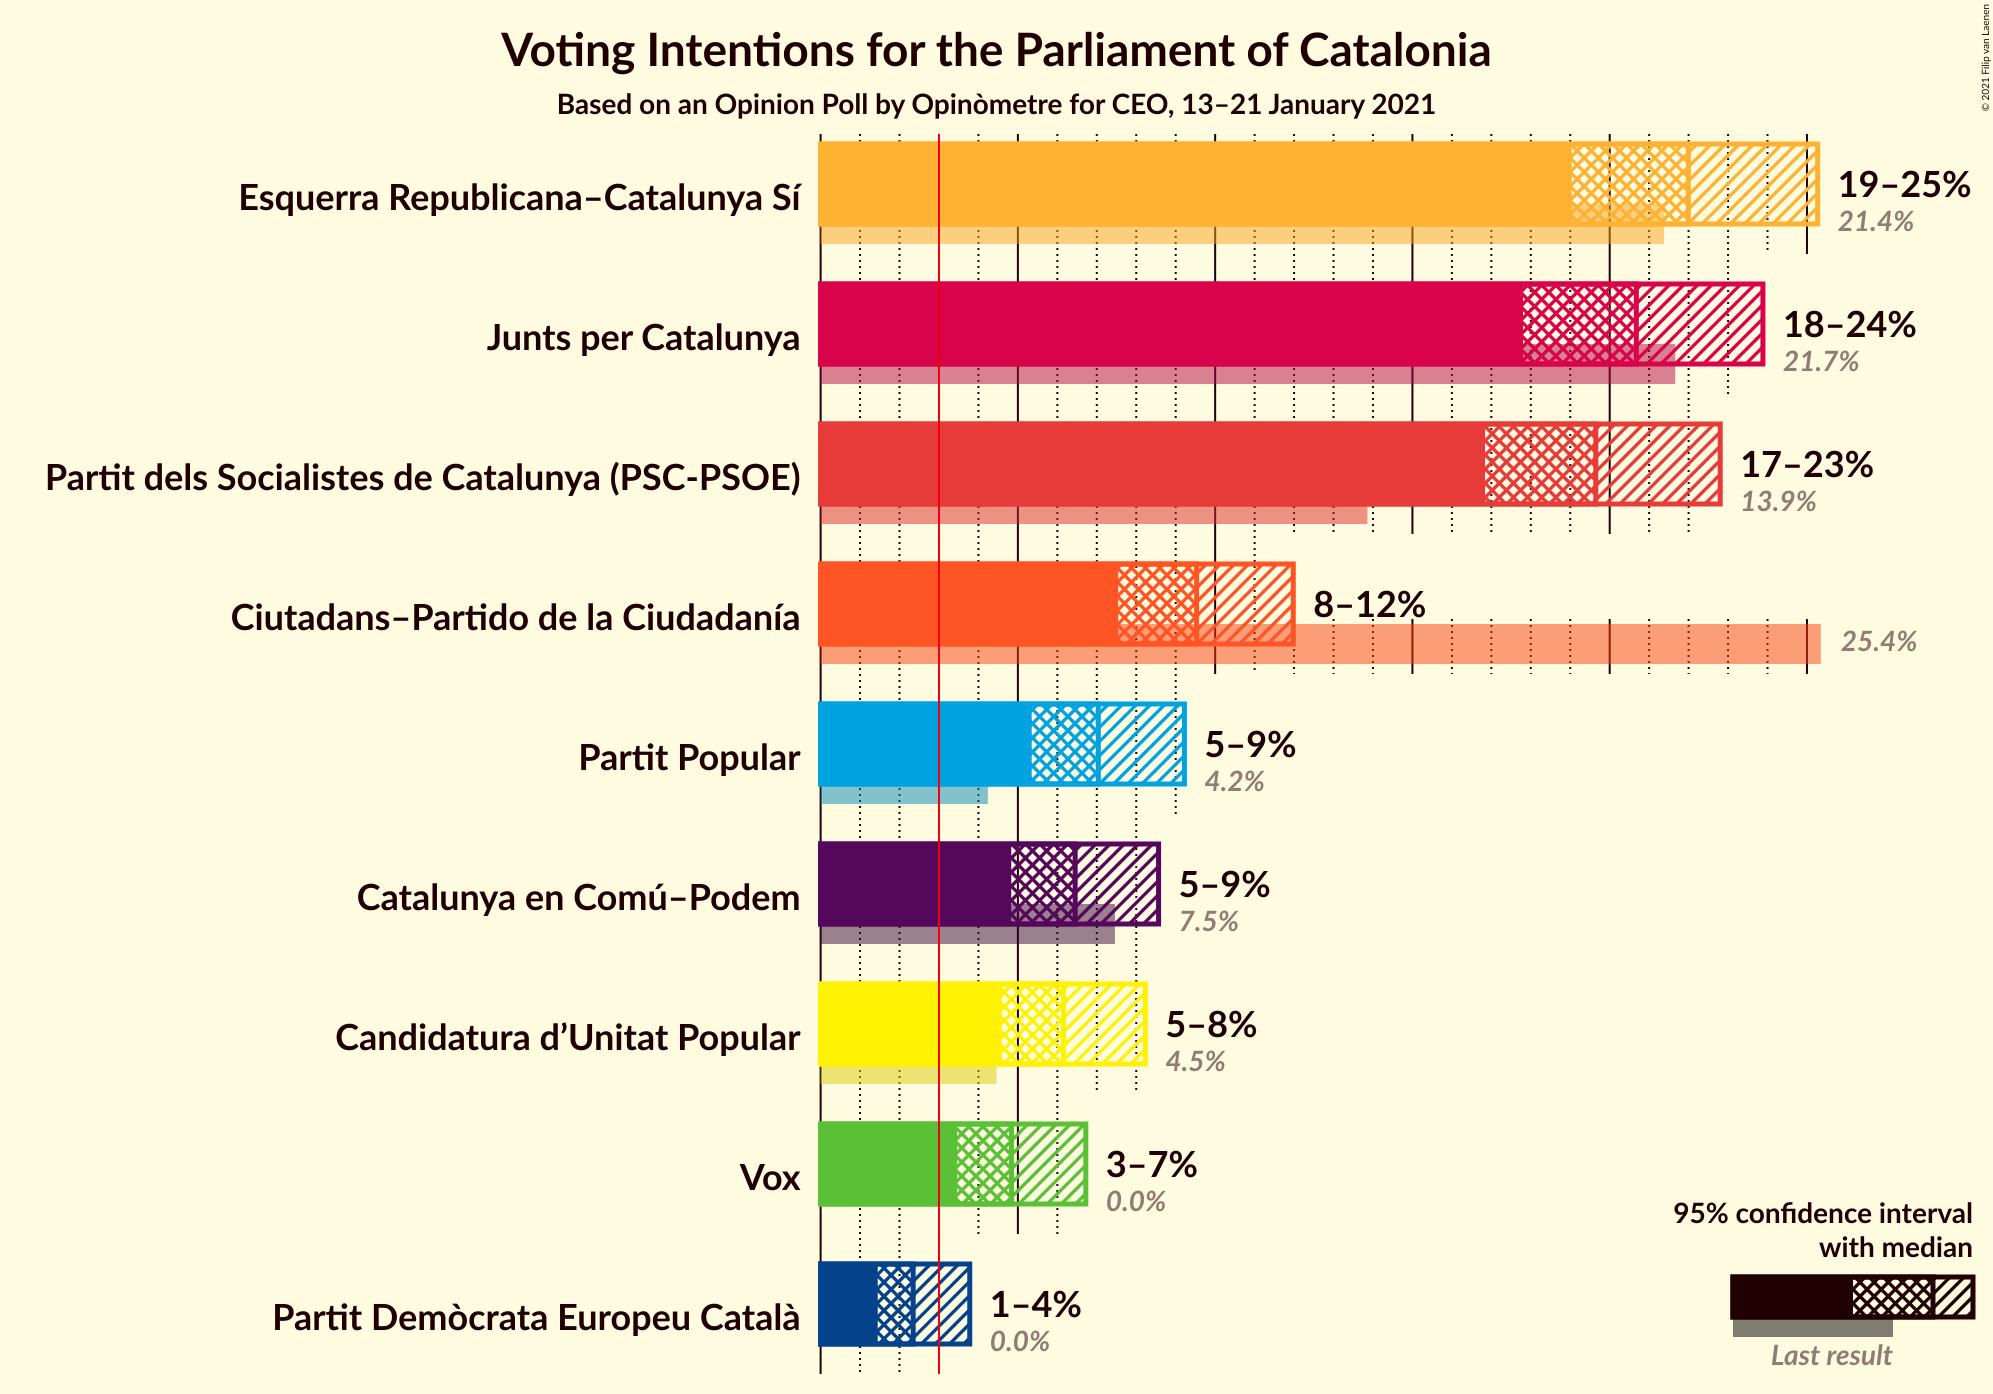 Voting Intentions for the Parliament of Catalonia
Based on an Opinion Poll by Opinòmetre for CEO, 13–21 January 2021
© 2021 Filip van Laenen
Esquerra Republicana–Catalunya Sí
19–25%
21.4%
Junts per Catalunya
18–24%
21.7%
Partit dels Socialistes de Catalunya (PSC-PSOE)
17–23%
13.9%
Ciutadans–Partido de la Ciudadanía
8–12%
25.4%
Partit Popular
5–9%
4.2%
Catalunya en Comú–Podem
5–9%
7.5%
Candidatura d’Unitat Popular
5–8%
4.5%
Vox
3–7%
0.0%
Partit Demòcrata Europeu Català
1–4%
0.0%
95% confidence interval
with median
Last result